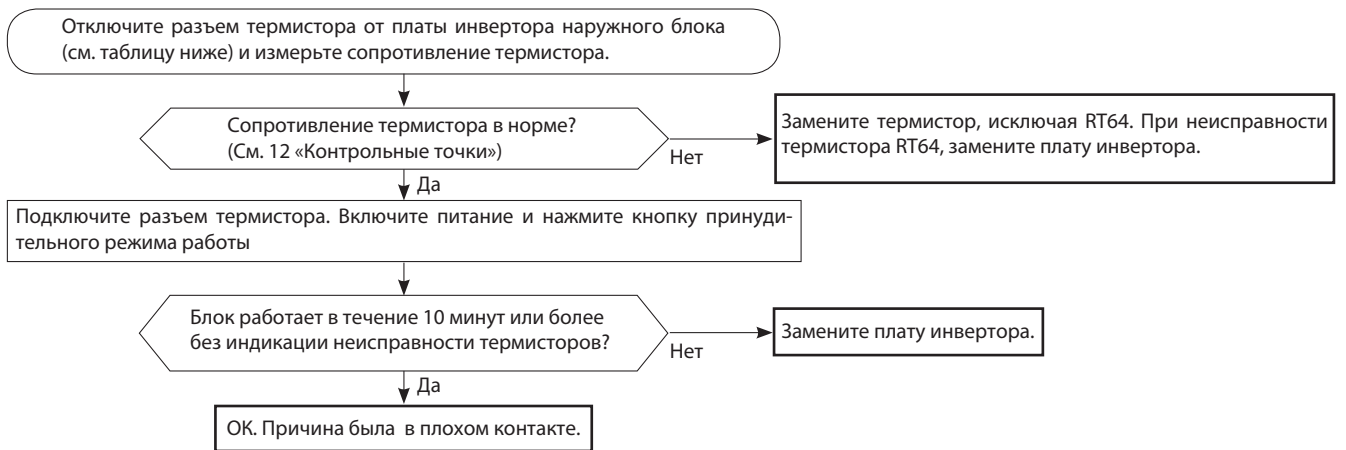 Отключите разъем термистора от платы инвертора наружного блока
(см. таблицу ниже) и измерьте сопротивление термистора.
Сопротивление термистора в норме?
(См. 12 «Контрольные точки»)
Нет
Замените термистор, исключая RT64. При неисправности
термистора RT64, замените плату инвертора.
Да
Подключите разъем термистора. Включите питание и нажмите кнопку принуди-
тельного режима работы
Блок работает в течение 10 минут или более
без индикации неисправности термисторов?
Нет
Замените плату инвертора.
Да
ОК. Причина была в плохом контакте.